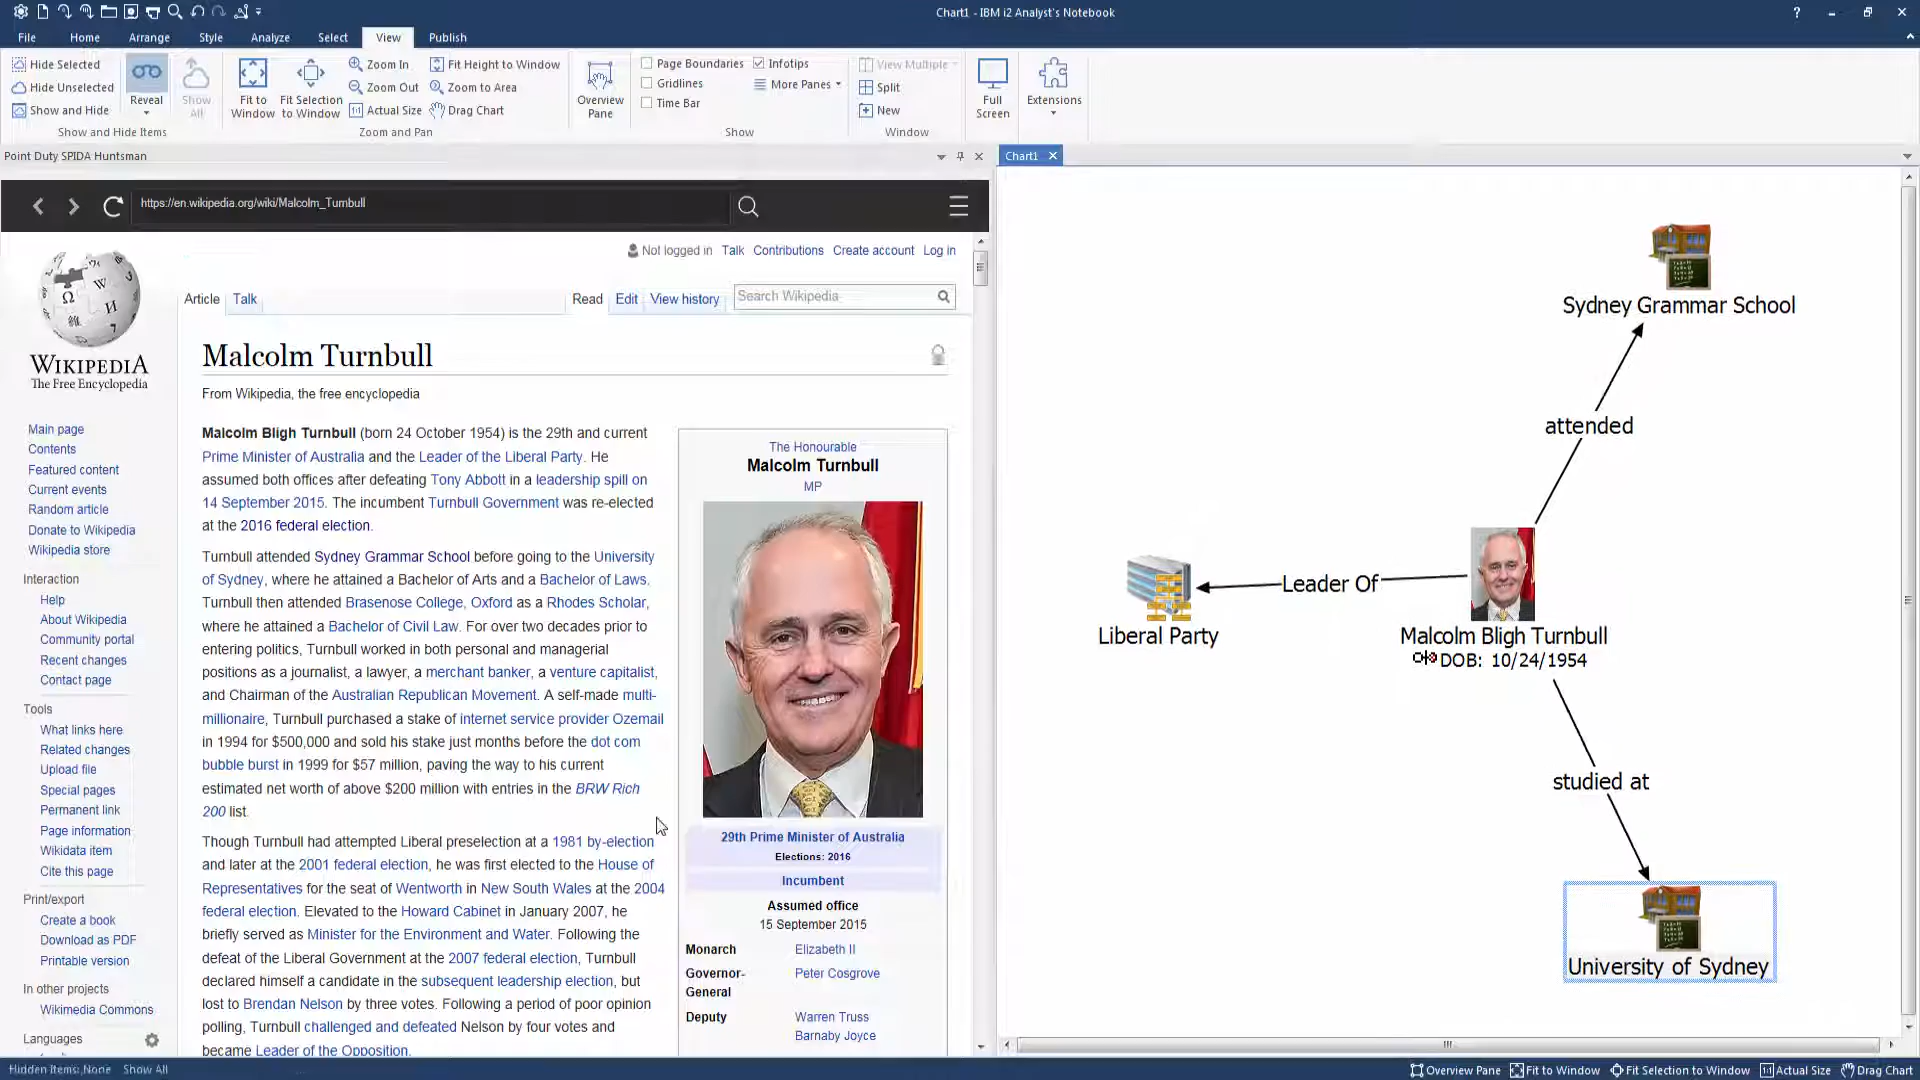 Chart1 - IBM i2 Analyst's Notebook
File Home Arrange Style Analyze Select View Publish
Hide Selected
Hide Unselected
Show and Hide
Reveal
Show All
Show and Hide Items
Fit to Window
Fit Selection to Window
Zoom In
Zoom Out
Actual Size
Fit Height to Window
Zoom to Area
Drag Chart
Zoom and Pan
Overview Pane
Page Boundaries
Gridlines
Time Bar
Infotips
More Panes
Show
View Multiple
Split
New
Window
Full Screen
Extensions
Point Duty SPIDA Huntsman
https://en.wikipedia.org/wiki/Malcolm_Turnbull
Not logged in Talk Contributions Create account Log in
Article Talk Read Edit View history Search Wikipedia
WIKIPEDIA
The Free Encyclopedia
Main page
Contents
Featured content
Current events
Random article
Donate to Wikipedia
Wikipedia store
Interaction
Help
About Wikipedia
Community portal
Recent changes
Contact page
Tools
What links here
Related changes
Upload file
Special pages
Permanent link
Page information
Wikidata item
Cite this page
Print/export
Create a book
Download as PDF
Printable version
In other projects
Wikimedia Commons
Languages
Malcolm Turnbull
From Wikipedia, the free encyclopedia
Malcolm Bligh Turnbull (born 24 October 1954) is the 29th and current
Prime Minister of Australia and the Leader of the Liberal Party. He
assumed both offices after defeating Tony Abbott in a leadership spill on
14 September 2015. The incumbent Turnbull Government was re-elected
at the 2016 federal election.
Turnbull attended Sydney Grammar School before going to the University
of Sydney, where he attained a Bachelor of Arts and a Bachelor of Laws.
Turnbull then attended Brasenose College, Oxford as a Rhodes Scholar,
where he attained a Bachelor of Civil Law. For over two decades prior to
entering politics, Turnbull worked in both personal and managerial
positions as a journalist, a lawyer, a merchant banker, a venture capitalist,
and Chairman of the Australian Republican Movement. A self-made multi-
millionaire, Turnbull purchased a stake of internet service provider Ozemail
in 1994 for $500,000 and sold his stake just months before the dot com
bubble burst in 1999 for $57 million, paving the way to his current
estimated net worth of above $200 million with entries in the BRW Rich
200 list.
Though Turnbull had attempted Liberal preselection at a 1981 by-election
and later at the 2001 federal election, he was first elected to the House of
Representatives for the seat of Wentworth in New South Wales at the 2004
federal election. Elevated to the Howard Cabinet in January 2007, he
briefly served as Minister for the Environment and Water. Following the
defeat of the Liberal Government at the 2007 federal election, Turnbull
declared himself a candidate in the subsequent leadership election, but
lost to Brendan Nelson by three votes. Following a period of poor opinion
polling, Turnbull challenged and defeated Nelson by four votes and
became Leader of the Opposition.
The Honourable
Malcolm Turnbull
MP
29th Prime Minister of Australia
Elections: 2016
Incumbent
Assumed office
15 September 2015
Monarch Elizabeth II
Governor-General Peter Cosgrove
Deputy Warren Truss
Barnaby Joyce
Chart1
Sydney Grammar School
attended
Leader Of
Liberal Party
Malcolm Bligh Turnbull
DOB: 10/24/1954
studied at
University of Sydney
Hidden Items:,None Show All
Overview Pane Fit to Window Fit Selection to Window Actual Size Drag Chart